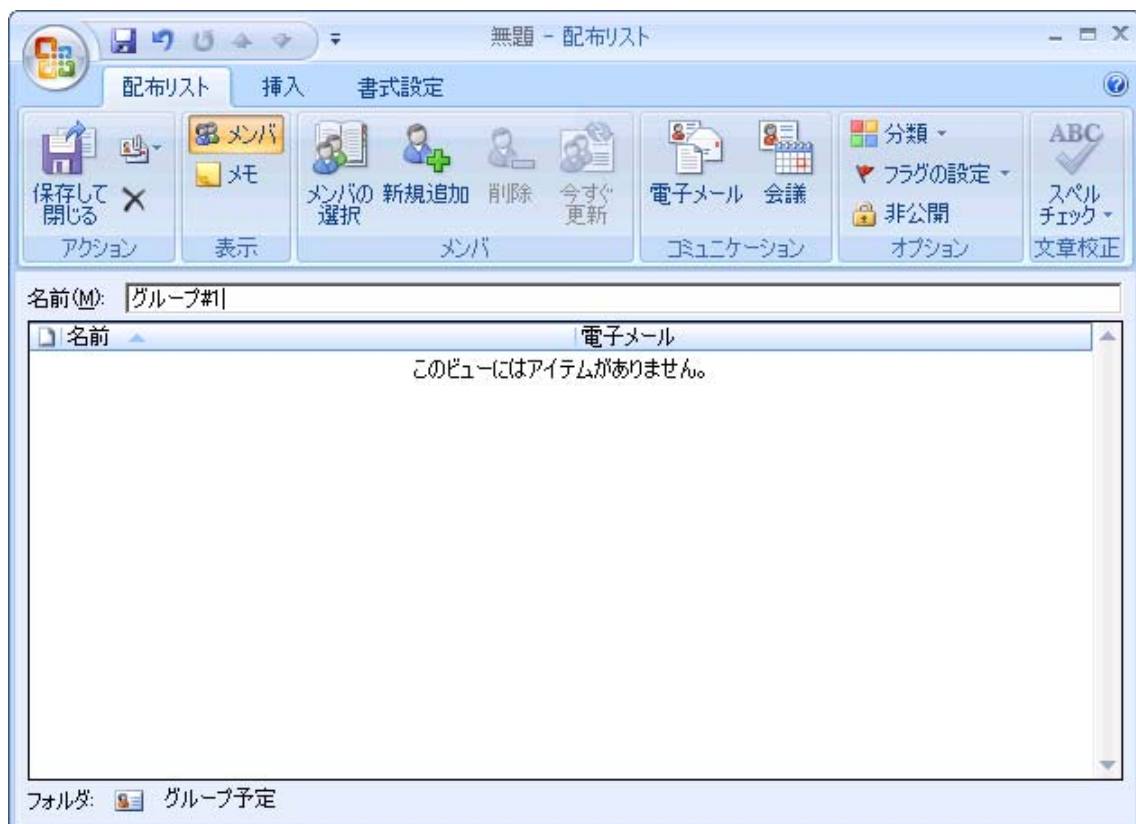 無題 - 配布リスト
配布リスト 挿入 書式設定
保存して閉じる
メンバ
メモ
メンバの選択
新規追加
削除
今すぐ更新
電子メール
会議
分類
フラグの設定
非公開
ABC
スペルチェック
アクション 表示 メンバ コミュニケーション オプション 文章校正
名前(M): グループ#1
名前 電子メール
このビューにはアイテムがありません。
フォルダ: グループ予定